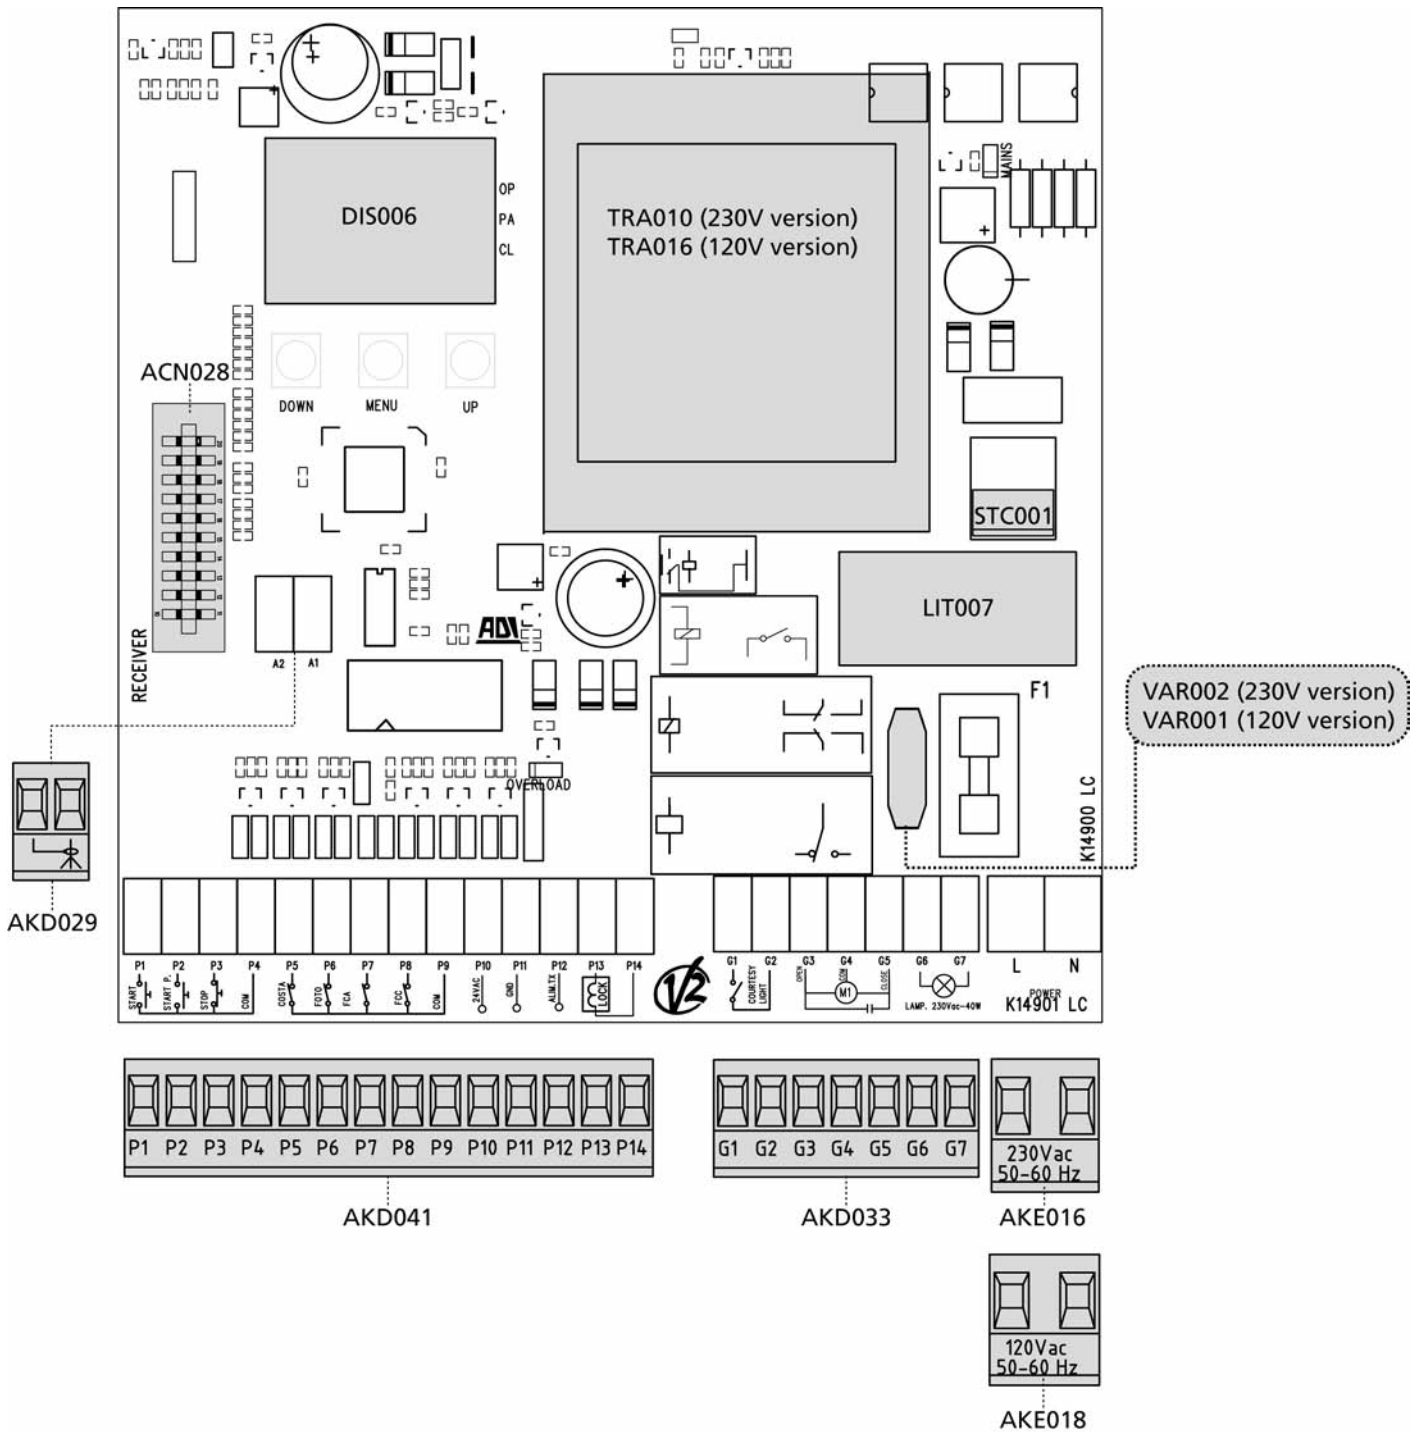 OP
DIS006
PA
CL
TRA010 (230V version)
TRA016 (120V version)
MAINS
ACN028
DOWN
MENU
UP
STC001
LIT007
RECEIVER
A2
A1
ADI
F1
VAR002 (230V version)
VAR001 (120V version)
OVERLOAD
K14900 LC
AKD029
P1 P2 P3 P4 P5 P6 P7 P8 P9 P10 P11 P12 P13 P14
START
START P.
STOP
COM
COSTA
FOTO
FCA
FCC
COM
24VAC
GND
ALIM.TX
LOCK
V2
G1 G2 G3 G4 G5 G6 G7
COURTESY
LIGHT
OPEN
COM
CLOSE
M1
LAMP. 230Vac-40W
L N
POWER
K14901 LC
P1 P2 P3 P4 P5 P6 P7 P8 P9 P10 P11 P12 P13 P14
G1 G2 G3 G4 G5 G6 G7
230Vac
50-60 Hz
AKD041
AKD033
AKE016
120Vac
50-60 Hz
AKE018